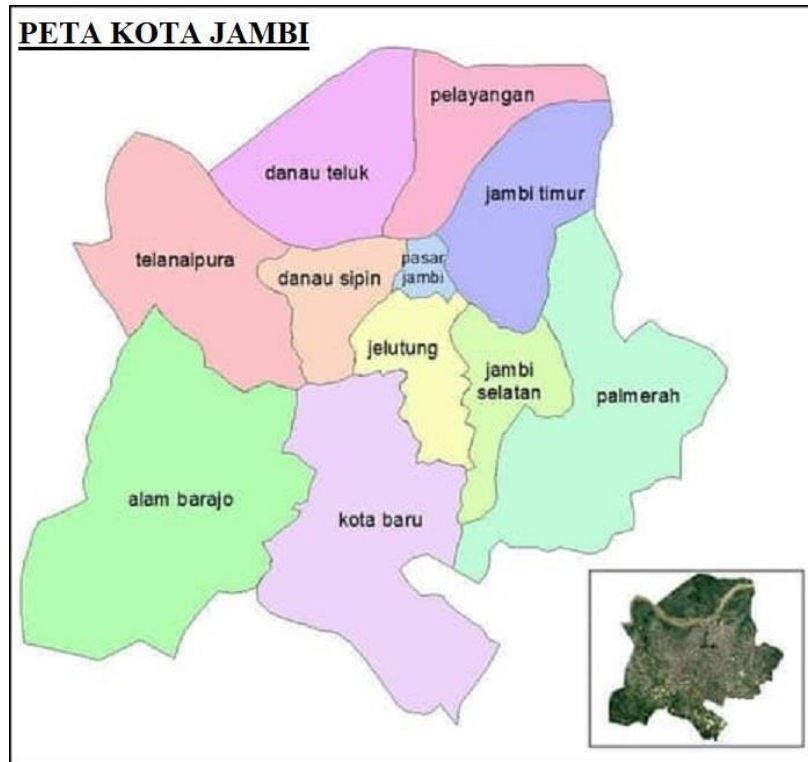 PETA KOTA JAMBI
pelayangan
danau teluk
jambi timur
telanaipura
danau sipin
pasar
jambi
jelutung
jambi
selatan
palmerah
alam barajo
kota baru